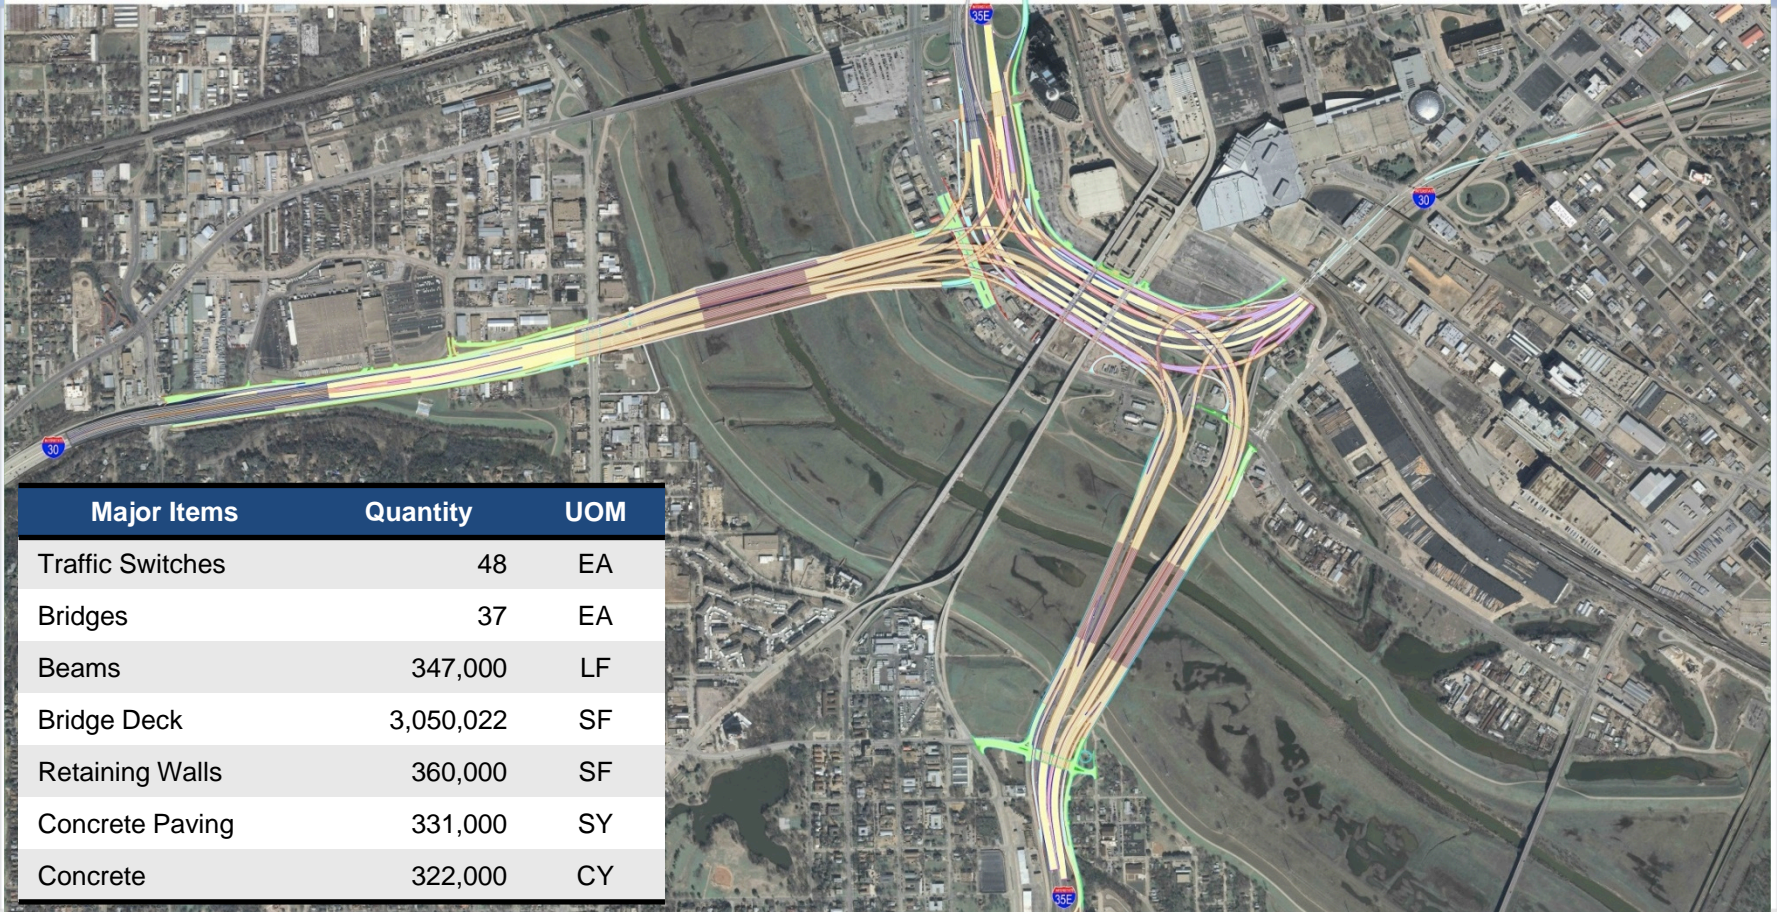 35E
30
30
Major Items Quantity UOM
Traffic Switches 48 EA
Bridges 37 EA
Beams 347,000 LF
Bridge Deck 3,050,022 SF
Retaining Walls 360,000 SF
Concrete Paving 331,000 SY
Concrete 322,000 CY
35E